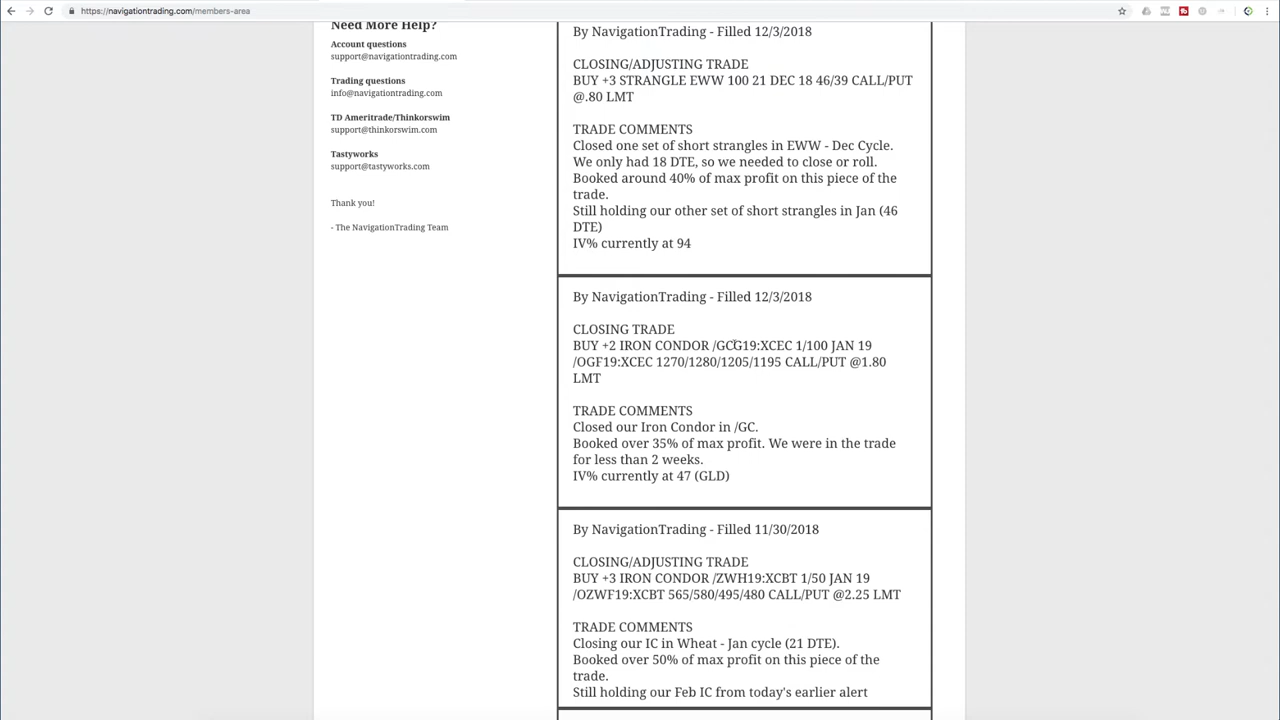 https://navigationtrading.com/members-area
Need More Help?
Account questions
support@navigationtrading.com
Trading questions
info@navigationtrading.com
TD Ameritrade/Thinkorswim
support@thinkorswim.com
Tastyworks
support@tastyworks.com
Thank you!
- The NavigationTrading Team
By NavigationTrading - Filled 12/3/2018
CLOSING/ADJUSTING TRADE
BUY +3 STRANGLE EWW 100 21 DEC 18 46/39 CALL/PUT
@.80 LMT
TRADE COMMENTS
Closed one set of short strangles in EWW - Dec Cycle.
We only had 18 DTE, so we needed to close or roll.
Booked around 40% of max profit on this piece of the
trade.
Still holding our other set of short strangles in Jan (46
DTE)
IV% currently at 94
By NavigationTrading - Filled 12/3/2018
CLOSING TRADE
BUY +2 IRON CONDOR /GCG19:XCEC 1/100 JAN 19
/OGF19:XCEC 1270/1280/1205/1195 CALL/PUT @1.80
LMT
TRADE COMMENTS
Closed our Iron Condor in /GC.
Booked over 35% of max profit. We were in the trade
for less than 2 weeks.
IV% currently at 47 (GLD)
By NavigationTrading - Filled 11/30/2018
CLOSING/ADJUSTING TRADE
BUY +3 IRON CONDOR /ZWH19:XCBT 1/50 JAN 19
/OZWF19:XCBT 565/580/495/480 CALL/PUT @2.25 LMT
TRADE COMMENTS
Closing our IC in Wheat - Jan cycle (21 DTE).
Booked over 50% of max profit on this piece of the
trade.
Still holding our Feb IC from today's earlier alert